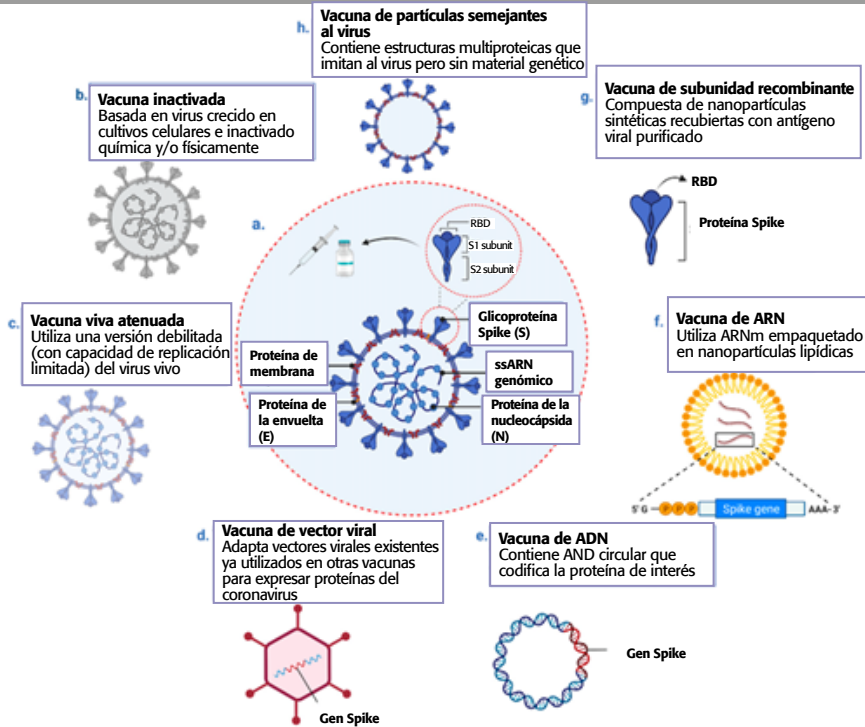 h.
Vacuna de partículas semejantes
al virus
Contiene estructuras multiproteicas que
imitan al virus pero sin material genético
b.
Vacuna inactivada
Basada en virus crecido en
cultivos celulares e inactivado
química y/o físicamente
g.
Vacuna de subunidad recombinante
Compuesta de nanopartículas
sintéticas recubiertas con antígeno
viral purificado
RBD
Proteína Spike
a.
RBD
S1 subunit
S2 subunit
c.
Vacuna viva atenuada
Utiliza una versión debilitada
(con capacidad de replicación
limitada) del virus vivo
Glicoproteína
Spike (S)
Proteína de
membrana
ssARN
genómico
Proteína de
la envuelta
(E)
Proteína de la
nucleocápsida
(N)
f.
Vacuna de ARN
Utiliza ARNm empaquetado
en nanopartículas lipídicas
5' G
P P P
Spike gene
AAA- 3'
d.
Vacuna de vector viral
Adapta vectores virales existentes
ya utilizados en otras vacunas
para expresar proteínas del
coronavirus
Gen Spike
e.
Vacuna de ADN
Contiene AND circular que
codifica la proteína de interés
Gen Spike